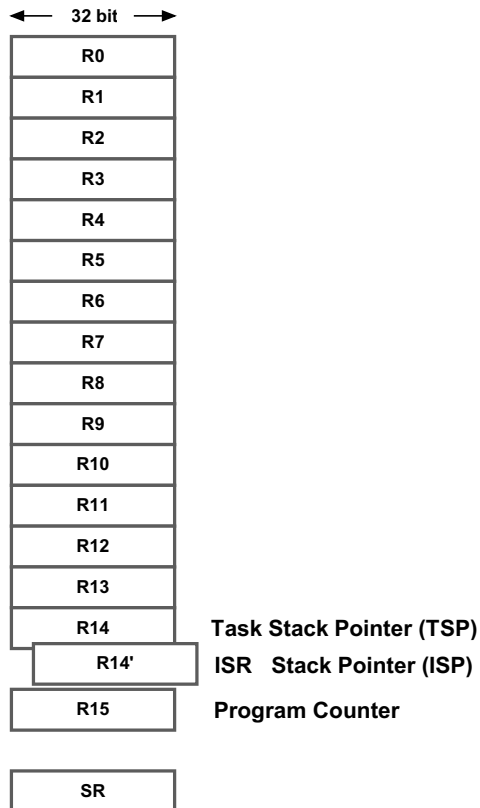 32 bit
R0
R1
R2
R3
R4
R5
R6
R7
R8
R9
R10
R11
R12
R13
R14 Task Stack Pointer (TSP)
R14' ISR Stack Pointer (ISP)
R15 Program Counter
SR